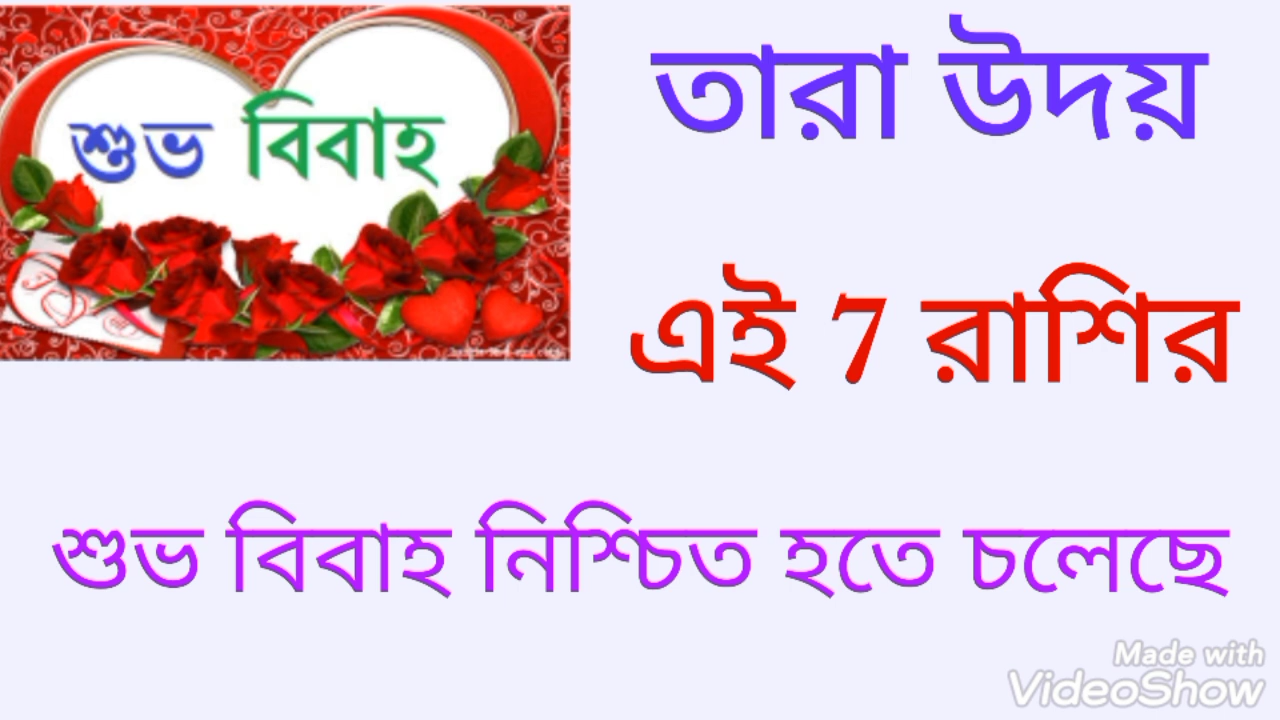 শুভ বিবাহ
তারা উদয়
এই 7 রাশির
শুভ বিবাহ নিশ্চিত হতে চলেছে
Made with
VideoShow